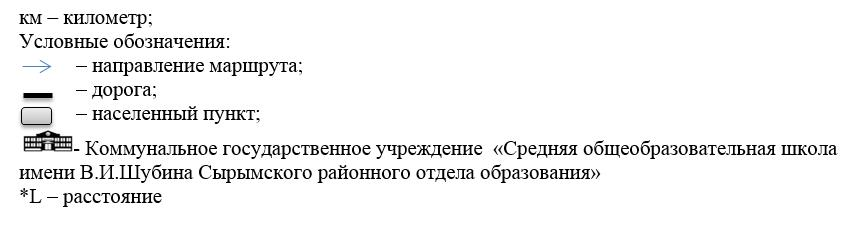 км – километр;
Условные обозначения:
– направление маршрута;
– дорога;
– населенный пункт;
- Коммунальное государственное учреждение «Средняя общеобразовательная школа
имени В.И.Шубина Сырымского районного отдела образования»
*L – расстояние